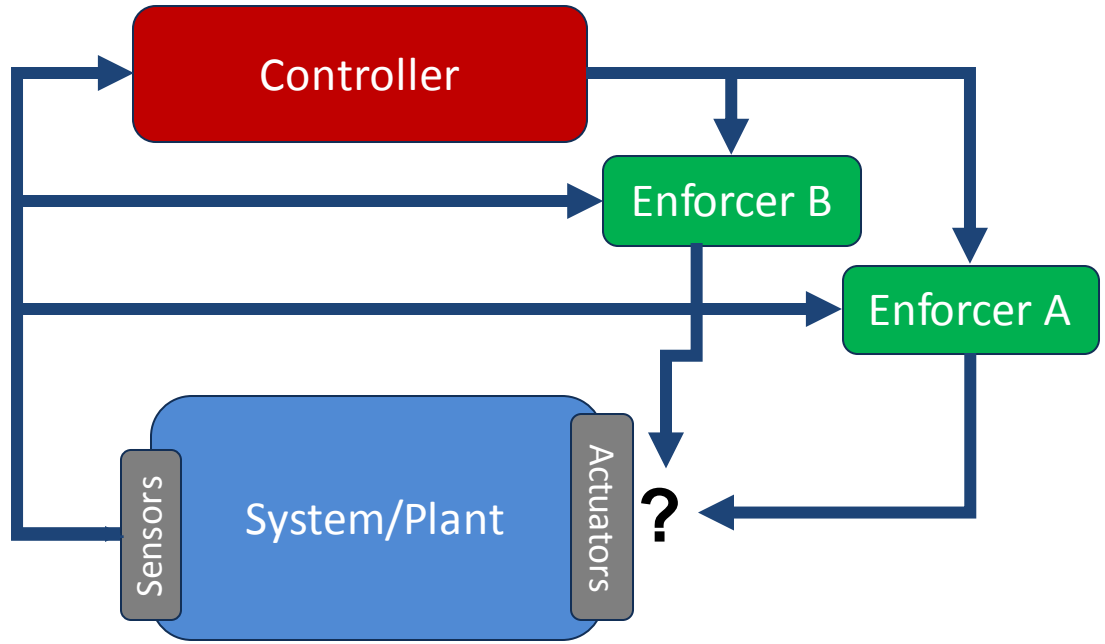 Controller
Enforcer B
Enforcer A
Sensors
System/Plant
Actuators
?